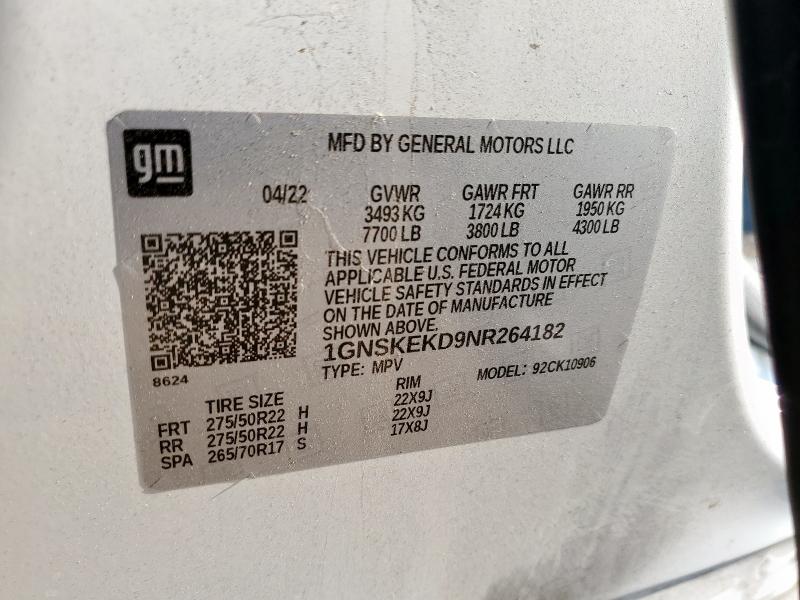 gm
MFD BY GENERAL MOTORS LLC
04/22 GVWR GAWR FRT GAWR RR
3493 KG 1724 KG 1950 KG
7700 LB 3800 LB 4300 LB
THIS VEHICLE CONFORMS TO ALL
APPLICABLE U.S. FEDERAL MOTOR
VEHICLE SAFETY STANDARDS IN EFFECT
ON THE DATE OF MANUFACTURE
SHOWN ABOVE.
1GNSKEKD9NR264182
8624
TYPE: MPV MODEL: 92CK10906
TIRE SIZE RIM
FRT 275/50R22 H 22X9J
RR 275/50R22 H 22X9J
SPA 265/70R17 S 17X8J